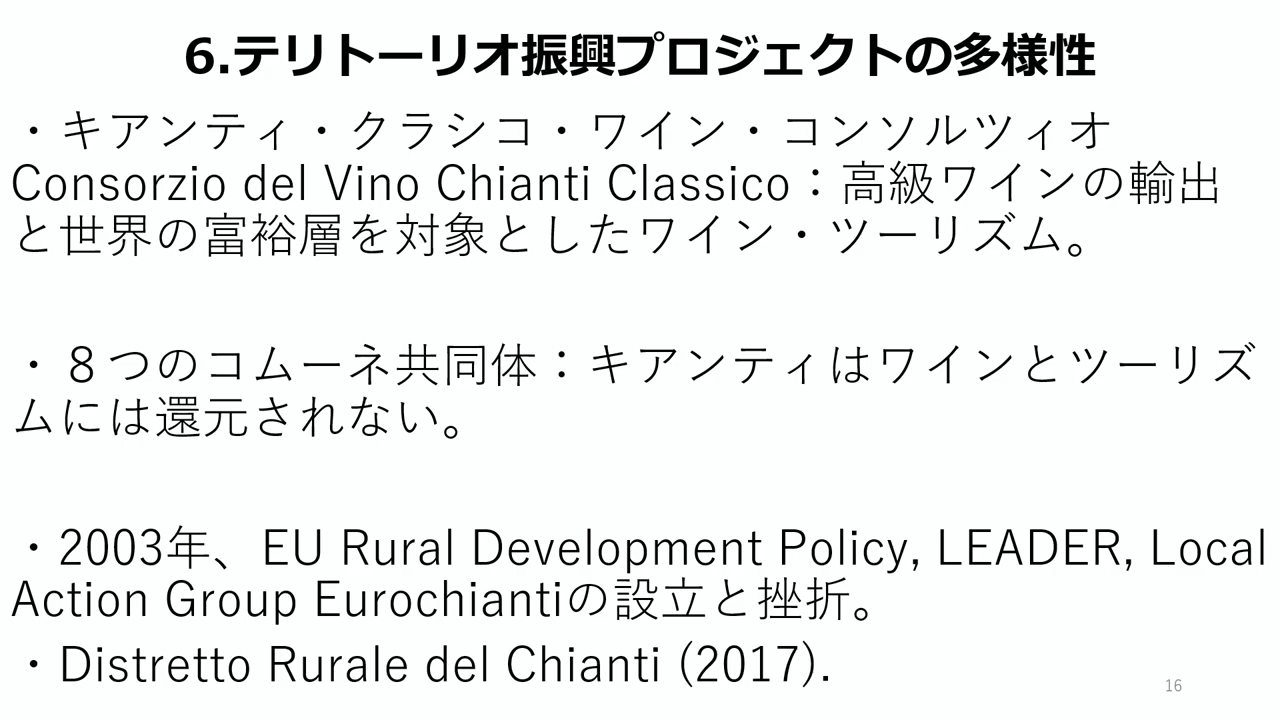 6.テリトーリオ振興プロジェクトの多様性
・キアンティ・クラシコ・ワイン・コンソルツィオ
Consorzio del Vino Chianti Classico：高級ワインの輸出
と世界の富裕層を対象としたワイン・ツーリズム。
・８つのコムーネ共同体：キアンティはワインとツーリズ
ムには還元されない。
・2003年、EU Rural Development Policy, LEADER, Local
Action Group Eurochiantiの設立と挫折。
・Distretto Rurale del Chianti (2017).
16